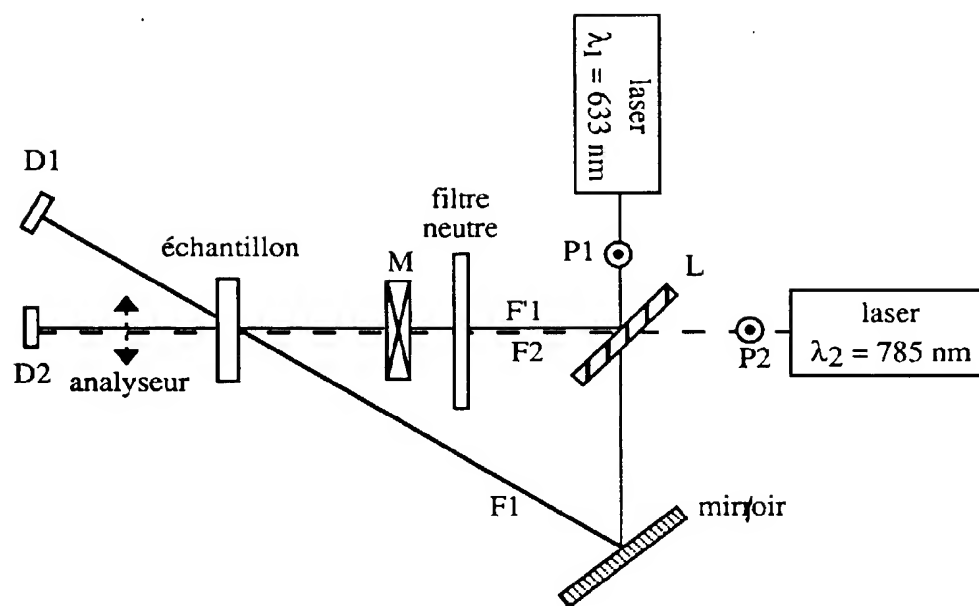 laser
λ1 = 633 nm
D1
filtre
neutre
P1
échantillon
M
L
F'1
F2
D2
analyseur
P2
laser
λ2 = 785 nm
F1
mirroir